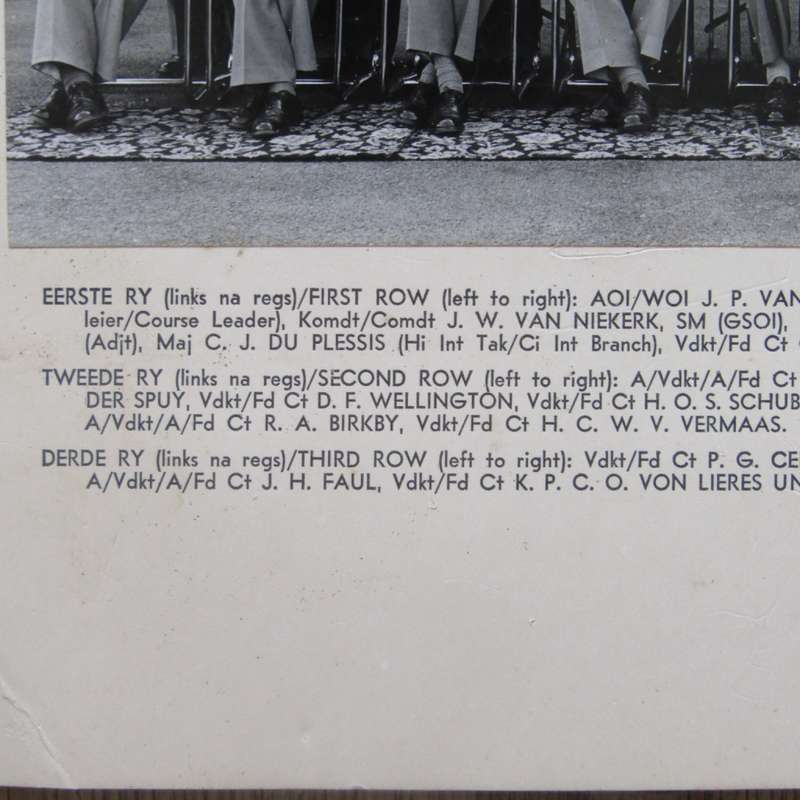 EERSTE RY (links na regs)/FIRST ROW (left to right): AOI/WOI J. P. VAN
leier/Course Leader), Komdt/Comdt J. W. VAN NIEKERK, SM (GSOI),
(Adjt), Maj C. J. DU PLESSIS (Hi Int Tak/Ci Int Branch), Vdkt/Fd Ct
TWEEDE RY (links na regs)/SECOND ROW (left to right): A/Vdkt/A/Fd Ct
DER SPUY, Vdkt/Fd Ct D. F. WELLINGTON, Vdkt/Fd Ct H. O. S. SCHUB
A/Vdkt/A/Fd Ct R. A. BIRKBY, Vdkt/Fd Ct H. C. W. V. VERMAAS.
DERDE RY (links na regs)/THIRD ROW (left to right): Vdkt/Fd Ct P. G. CE
A/Vdkt/A/Fd Ct J. H. FAUL, Vdkt/Fd Ct K. P. C. O. VON LIERES UN